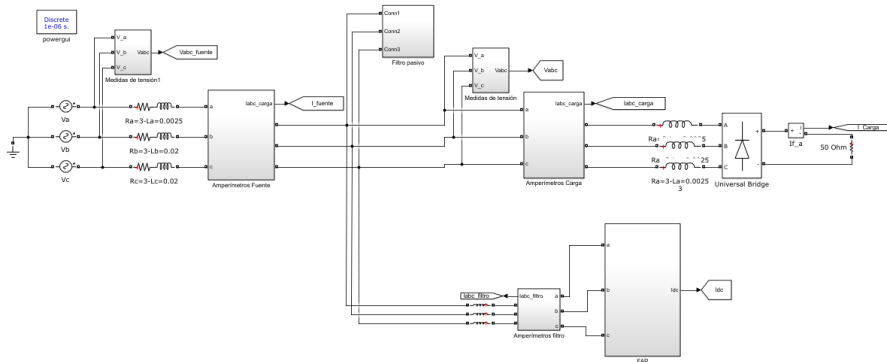 Discrete
1e-06 s.
powergui
V_a
V_b
V_c
Vabc
Medidas de tensión1
Vabc_fuente
Va
Vb
Vc
Ra=3-La=0.0025
Rb=3-Lb=0.02
Rc=3-Lc=0.02
a
b
c
Iabc_carga
Amperímetros Fuente
I_fuente
Conn1
Conn2
Conn3
Filtro pasivo
V_a
V_b
V_c
Vabc
Medidas de tensión
Vabc
a
b
c
Iabc_carga
Amperímetros Carga
Iabc_carga
Ra=3-La=0.0025
3
A
B
C
+
-
Universal Bridge
+
-
i
If_a
I_Carga
50 Ohm
Iabc_filtro
Iabc_filtro
a
b
c
Amperímetros filtro
a
b
c
Idc
Idc
FAP